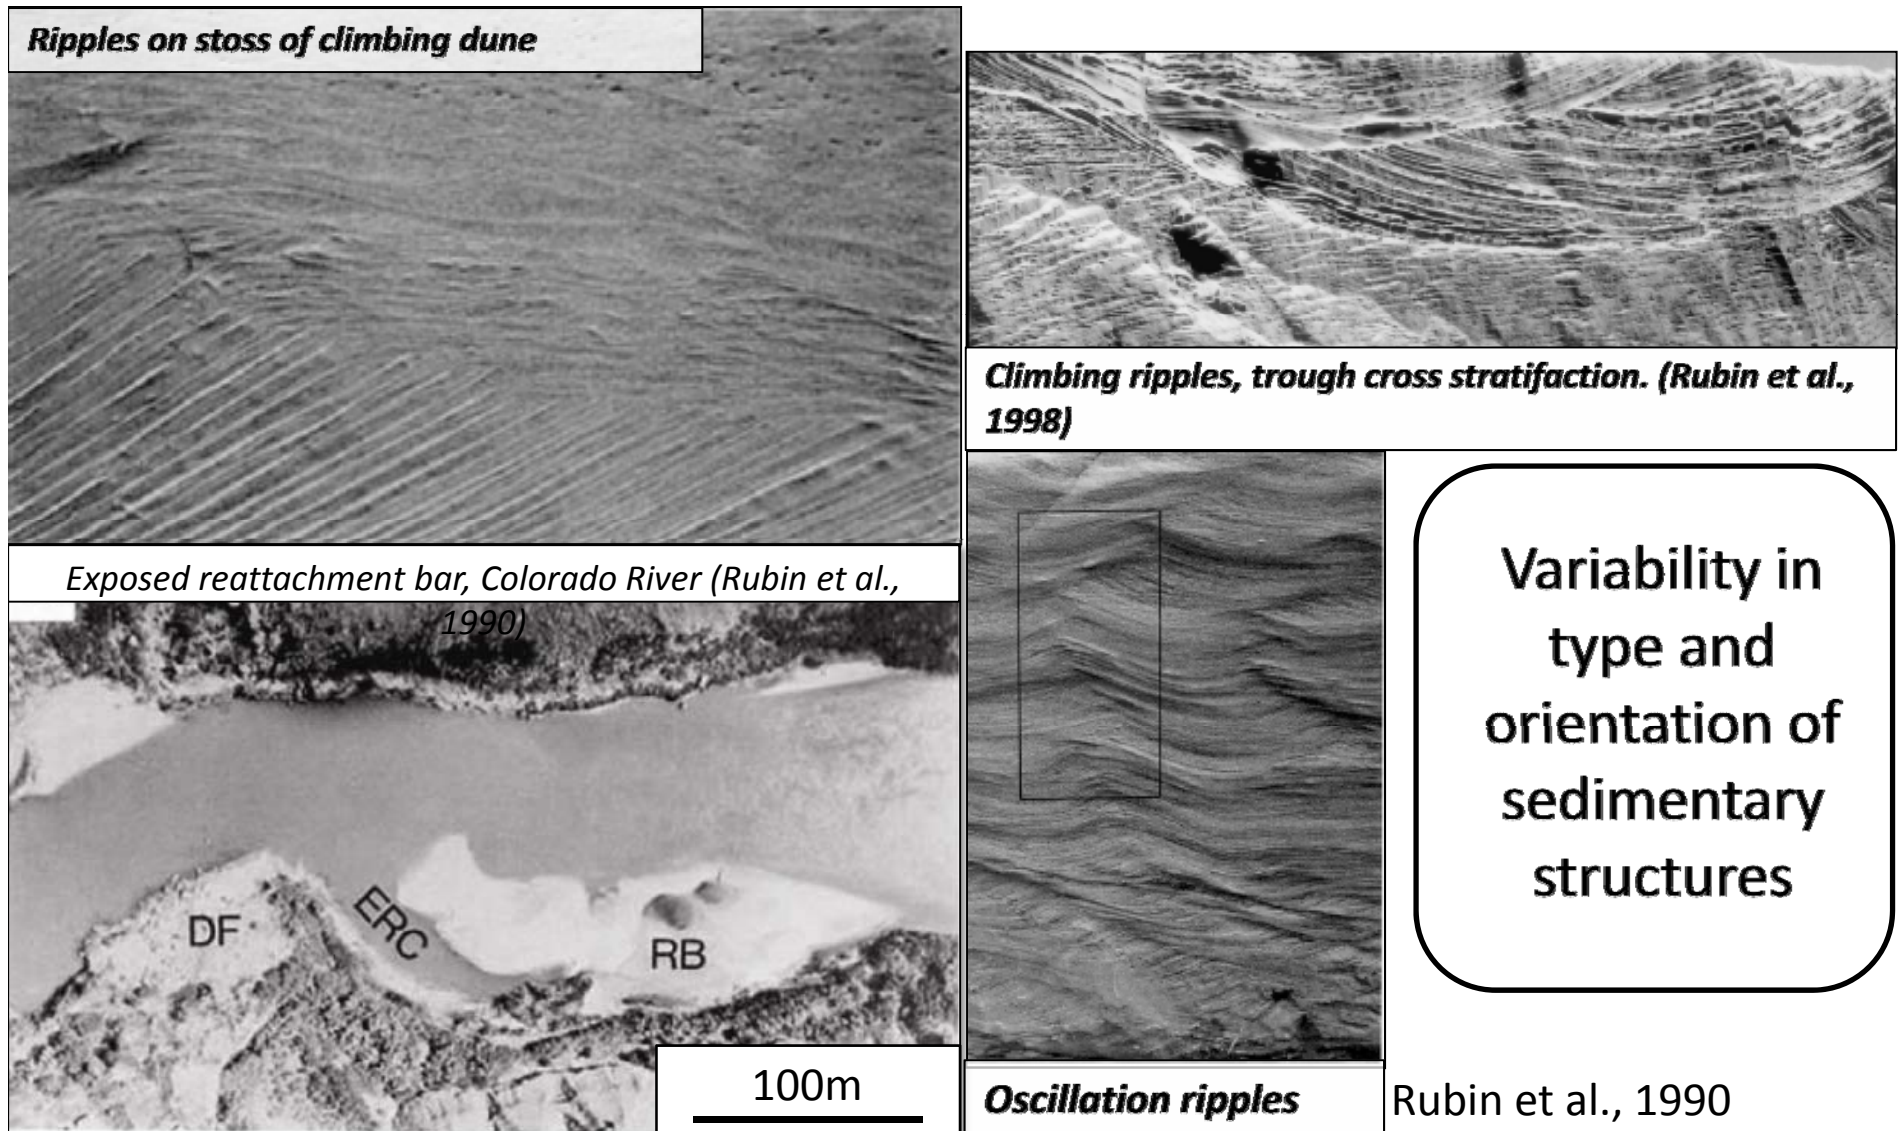 Ripples on stoss of climbing dune
Climbing ripples, trough cross stratifaction. (Rubin et al.,
1998)
Exposed reattachment bar, Colorado River (Rubin et al.,
1990)
DF
ERC
RB
100m
Variability in
type and
orientation of
sedimentary
structures
Oscillation ripples
Rubin et al., 1990